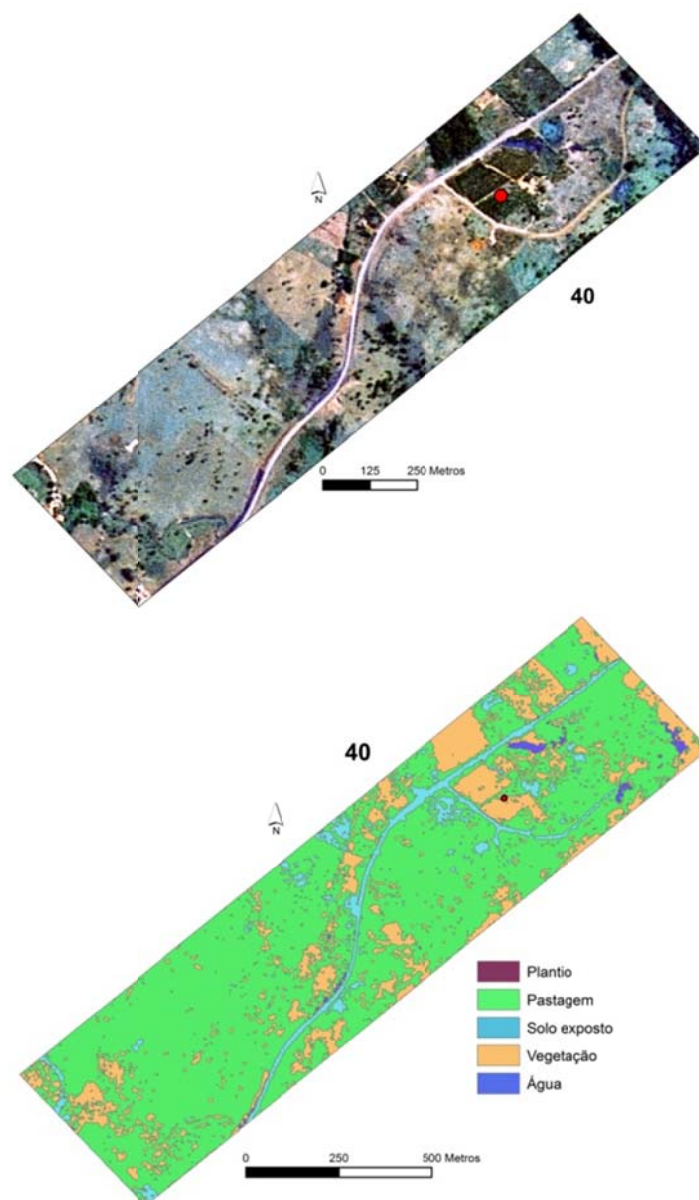 N
40
0 125 250 Metros
40
N
Plantio
Pastagem
Solo exposto
Vegetação
Água
0 250 500 Metros